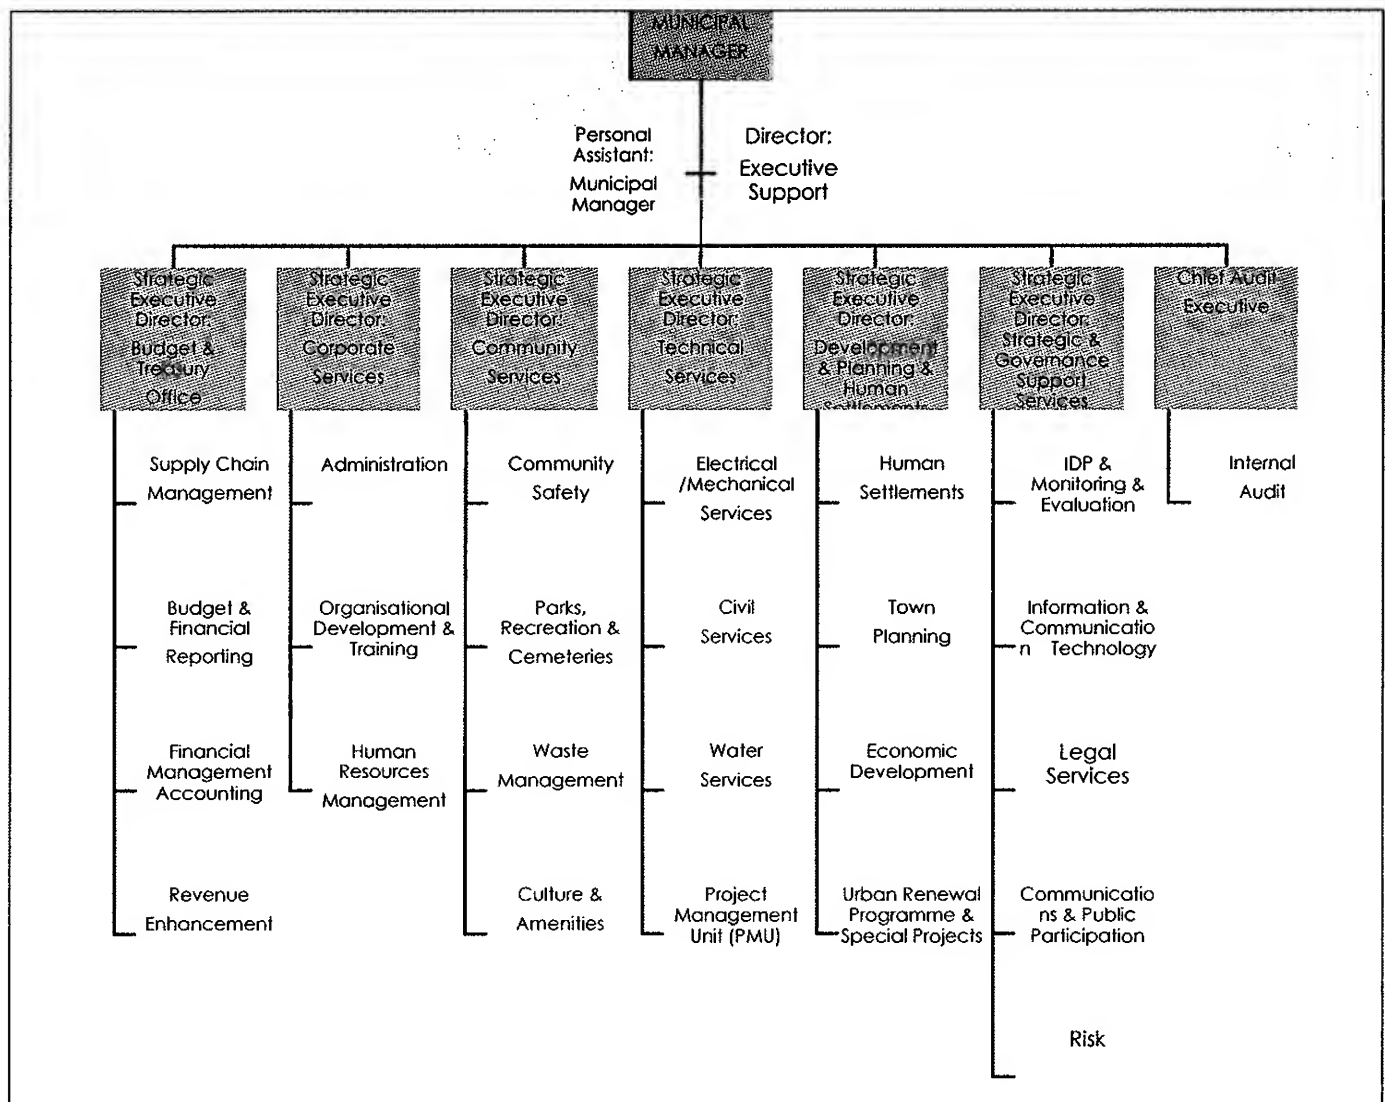 MUNICIPAL
MANAGER
Personal
Assistant:
Municipal
Manager
Director:
Executive
Support
Strategic
Executive
Director:
Budget &
Treasury
Office
Strategic
Executive
Director:
Corporate
Services
Strategic
Executive
Director:
Community
Services
Strategic
Executive
Director:
Technical
Services
Strategic
Executive
Director:
Development
& Planning &
Human
Settlements
Strategic
Executive
Director:
Strategic &
Governance
Support
Services
Chief Audit
Executive
Supply Chain
Management
Administration
Community
Safety
Electrical
/Mechanical
Services
Human
Settlements
IDP &
Monitoring &
Evaluation
Internal
Audit
Budget &
Financial
Reporting
Organisational
Development &
Training
Parks,
Recreation &
Cemeteries
Civil
Services
Town
Planning
Information &
Communicatio
n Technology
Financial
Management
Accounting
Human
Resources
Management
Waste
Management
Water
Services
Economic
Development
Legal
Services
Revenue
Enhancement
Culture &
Amenities
Project
Management
Unit (PMU)
Urban Renewal
Programme &
Special Projects
Communicatio
ns & Public
Participation
Risk